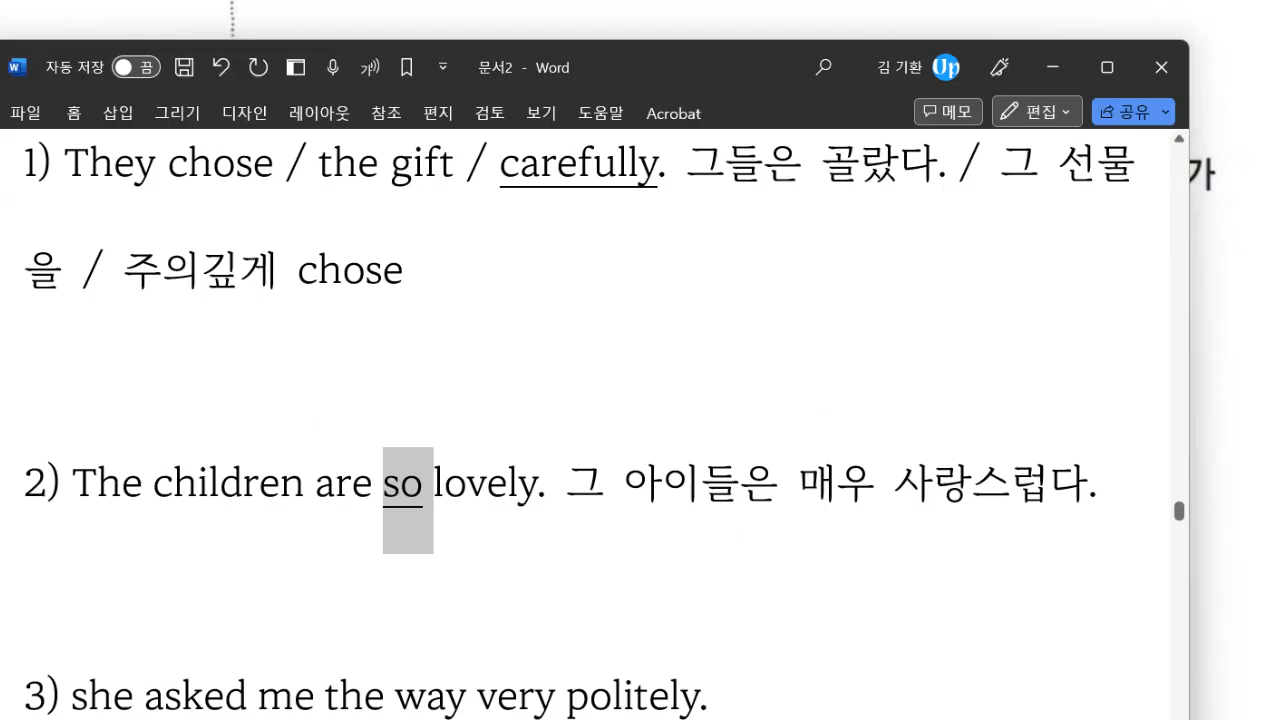 자동 저장 끔 가 문서2 - Word 김 기환 Up
파일 홈 삽입 그리기 디자인 레이아웃 참조 편지 검토 보기 도움말 Acrobat 메모 편집 공유
1) They chose / the gift / carefully. 그들은 골랐다. / 그 선물
가
을 / 주의깊게 chose
2) The children are so lovely. 그 아이들은 매우 사랑스럽다.
3) she asked me the way very politely.